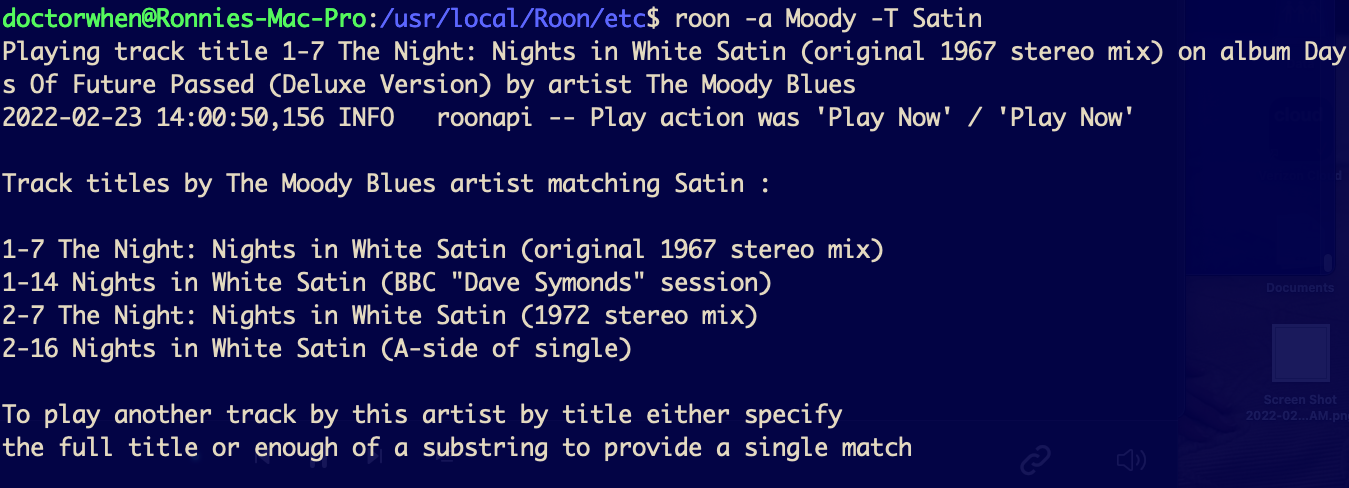 doctorwhen@Ronnies-Mac-Pro:/usr/local/Roon/etc$ roon -a Moody -T Satin
Playing track title 1-7 The Night: Nights in White Satin (original 1967 stereo mix) on album Day
s Of Future Passed (Deluxe Version) by artist The Moody Blues
2022-02-23 14:00:50,156 INFO   roonapi -- Play action was 'Play Now' / 'Play Now'
Track titles by The Moody Blues artist matching Satin :
1-7 The Night: Nights in White Satin (original 1967 stereo mix)
1-14 Nights in White Satin (BBC "Dave Symonds" session)
2-7 The Night: Nights in White Satin (1972 stereo mix)
2-16 Nights in White Satin (A-side of single)
Documents
Screen Shot
2022-02...AM.png
To play another track by this artist by title either specify
the full title or enough of a substring to provide a single match